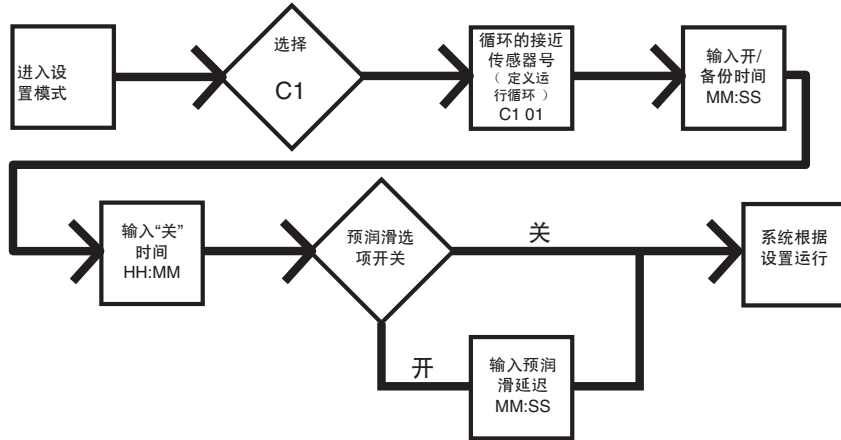 进入设
置模式
选择
C1
循环的接近
传感器号
（ 定义运
行循环 ）
C1 01
输入开/
备份时间
MM:SS
输入“关”
时间
HH:MM
预润滑选
项开关
关
系统根据
设置运行
开
输入预润
滑延迟
MM:SS